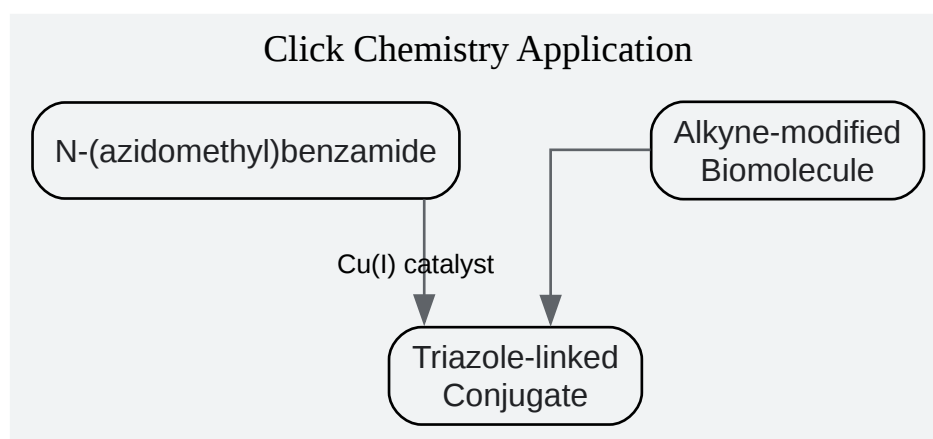 Click Chemistry Application
N-(azidomethyl)benzamide
Alkyne-modified
Biomolecule
Cu(I) catalyst
Triazole-linked
Conjugate